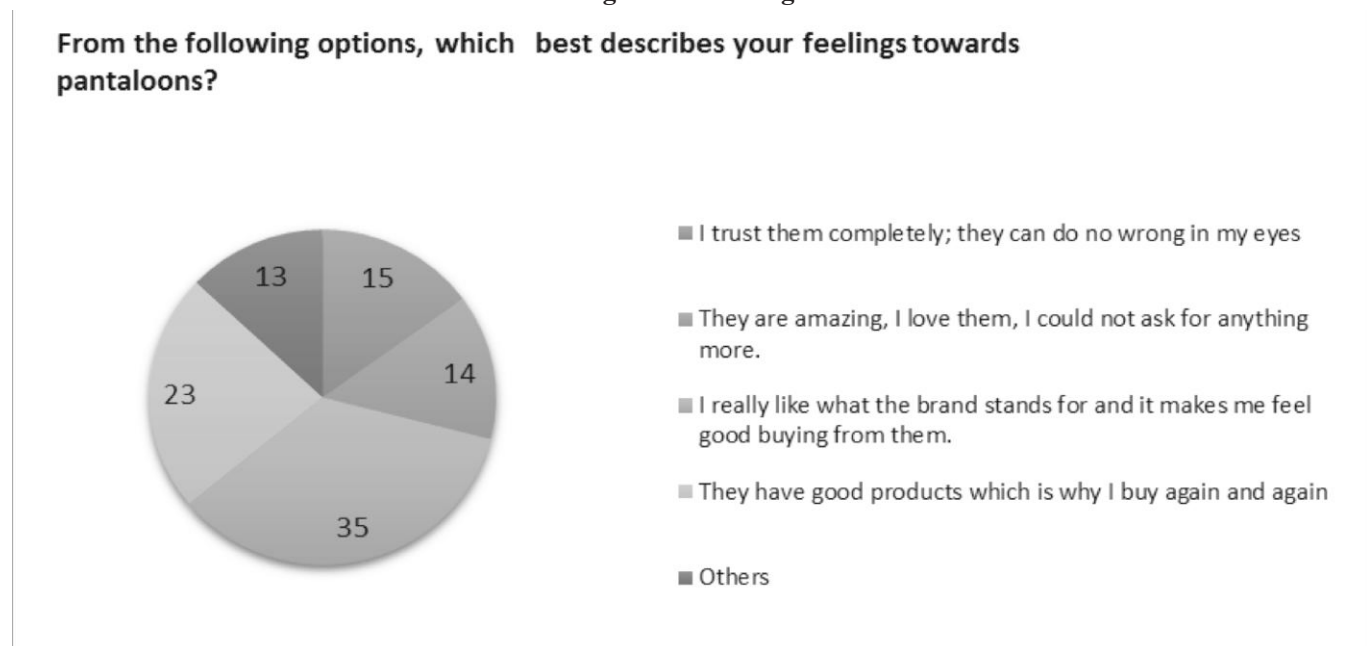 From the following options, which best describes your feelings towards
pantaloons?
13
15
14
23
35
I trust them completely; they can do no wrong in my eyes
They are amazing, I love them, I could not ask for anything
more.
I really like what the brand stands for and it makes me feel
good buying from them.
They have good products which is why I buy again and again
Others